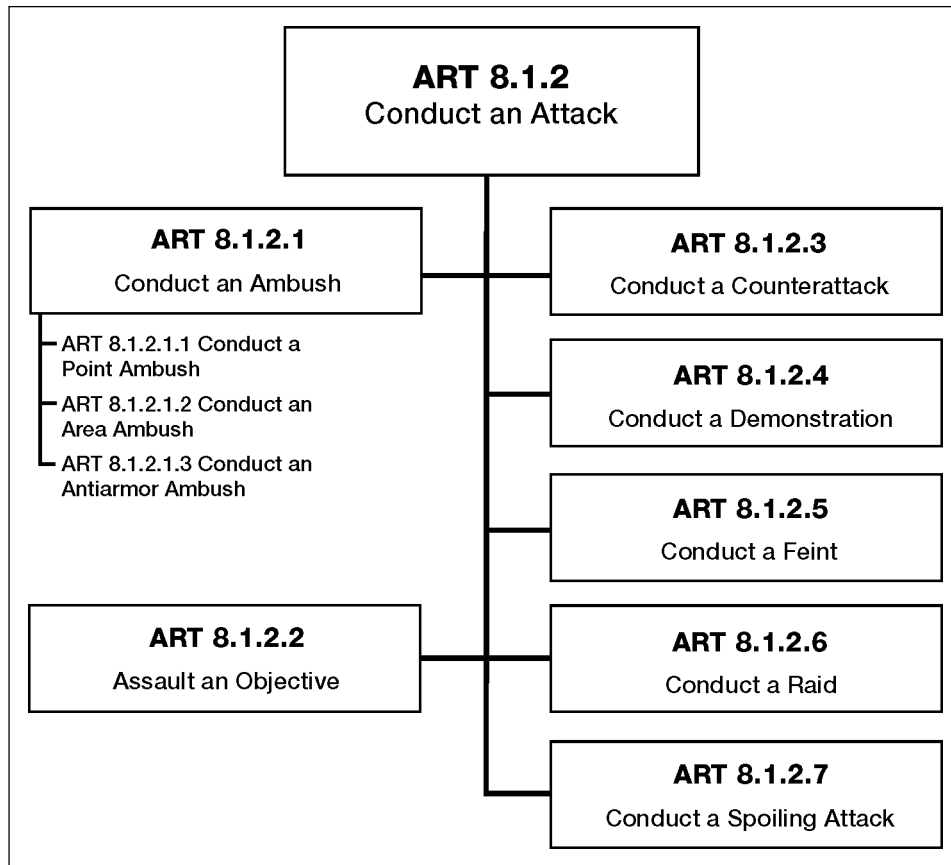 ART 8.1.2
Conduct an Attack
ART 8.1.2.1
Conduct an Ambush
ART 8.1.2.1.1 Conduct a
Point Ambush
ART 8.1.2.1.2 Conduct an
Area Ambush
ART 8.1.2.1.3 Conduct an
Antiarmor Ambush
ART 8.1.2.2
Assault an Objective
ART 8.1.2.3
Conduct a Counterattack
ART 8.1.2.4
Conduct a Demonstration
ART 8.1.2.5
Conduct a Feint
ART 8.1.2.6
Conduct a Raid
ART 8.1.2.7
Conduct a Spoiling Attack